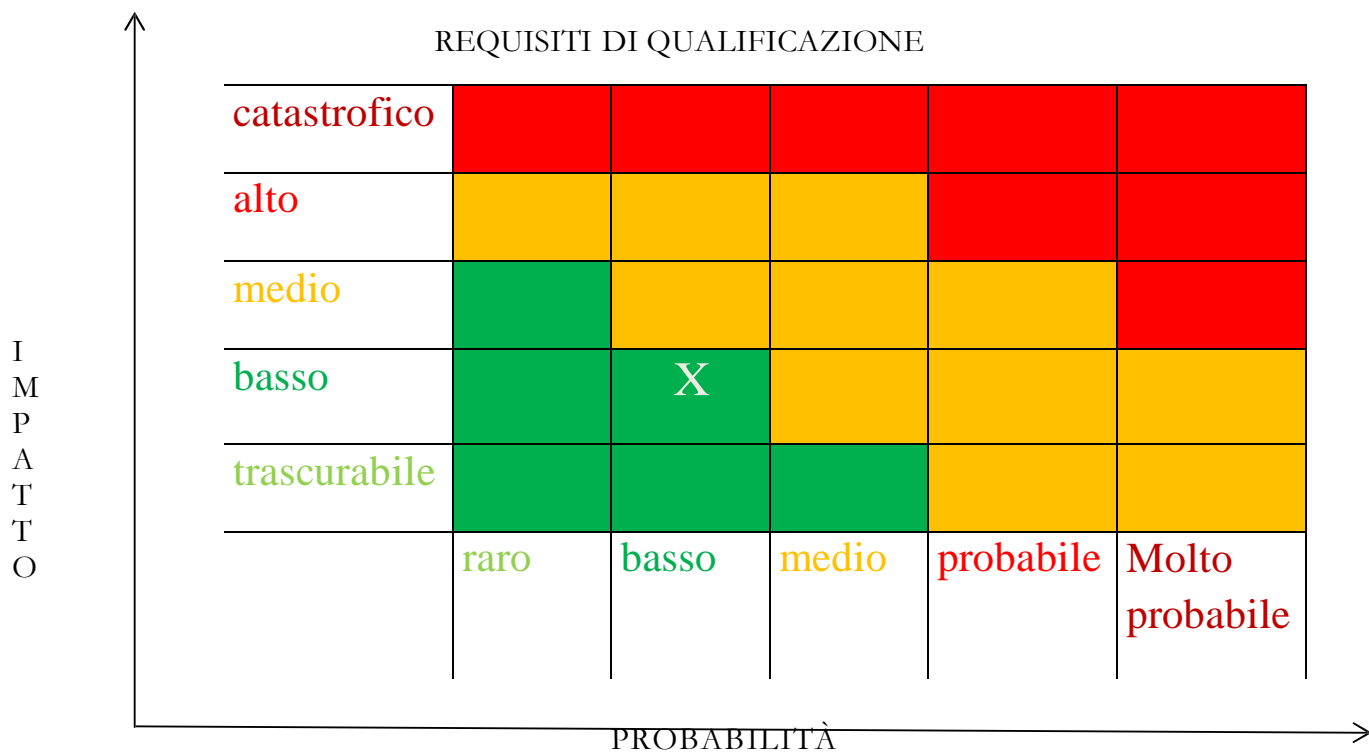 REQUISITI DI QUALIFICAZIONE
catastrofico
alto
medio
basso X
trascurabile
raro basso medio probabile Molto
probabile
I
M
P
A
T
T
O
PROBABILITÀ